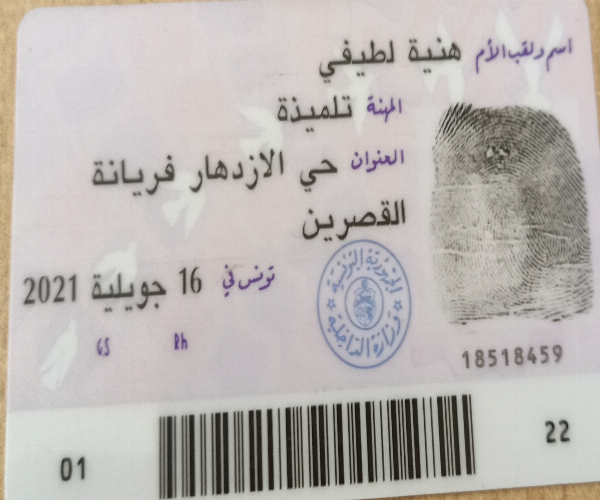 اسم ولقب الأم هنية لطيفي
المهنة تلميذة
العنوان حي الازدهار فريانة
القصرين
تونس في 16 جويلية 2021
الجمهورية التونسية
وزارة الداخلية
GS Rh
18518459
01
22